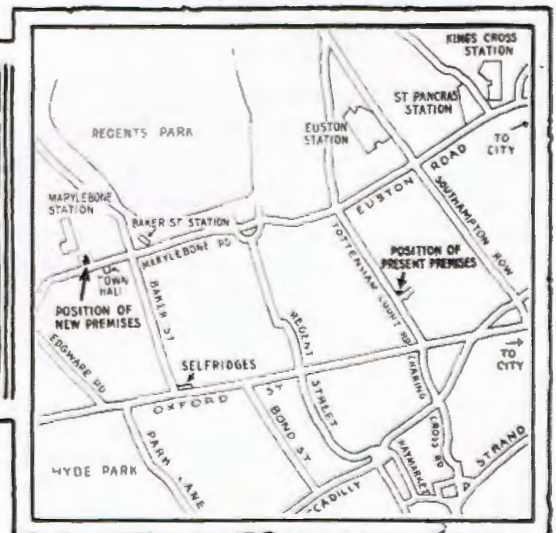 KINGS CROSS
STATION
ST PANCRAS
STATION
EUSTON
STATION
REGENTS PARK
TO
CITY
EUSTON ROAD
SOUTHAMPTON ROW
MARYLEBONE
STATION
BAKER ST STATION
MARYLEBONE RD
TOWN
HALL
POSITION OF
NEW PREMISES
TOTTENHAM COURT RD
POSITION OF
PRESENT PREMISES
BAKER ST
EDGWARE RD
SELFRIDGES
REGENT
STREET
TO
CITY
OXFORD ST
BOND ST
CHARING
CROSS RD
HAYMARKET
STRAND
HYDE PARK
PARK LANE
CCADILLY